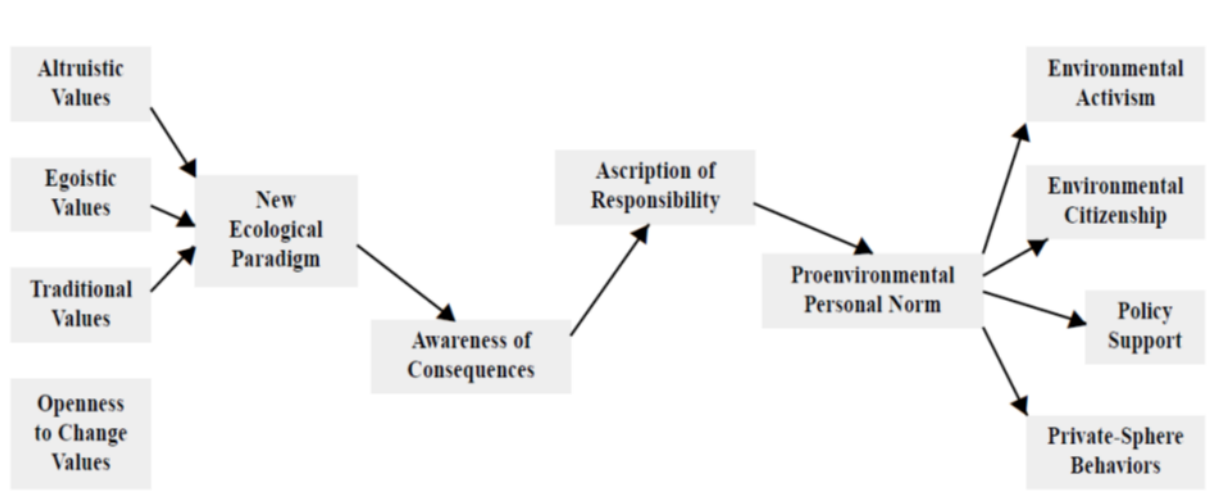 Altruistic
Values
Egoistic
Values
Traditional
Values
Openness
to Change
Values
New
Ecological
Paradigm
Awareness of
Consequences
Ascription of
Responsibility
Proenvironmental
Personal Norm
Environmental
Activism
Environmental
Citizenship
Policy
Support
Private-Sphere
Behaviors